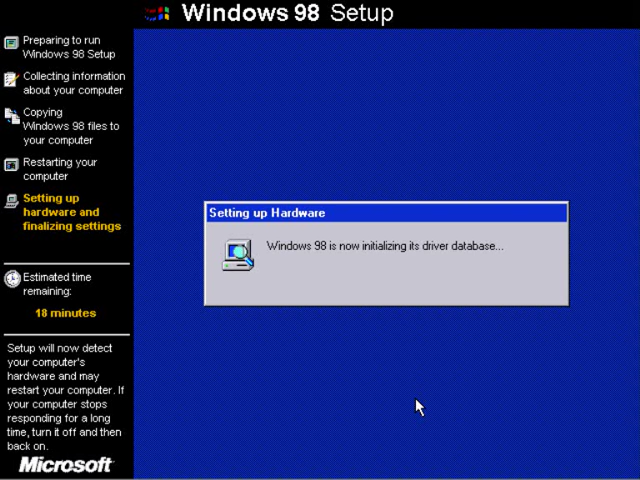 Windows 98 Setup
Preparing to run
Windows 98 Setup
Collecting information
about your computer
Copying
Windows 98 files to
your computer
Restarting your
computer
Setting up
hardware and
finalizing settings
Estimated time
remaining:
18 minutes
Setup will now detect
your computer's
hardware and may
restart your computer. If
your computer stops
responding for a long
time, turn it off and then
back on.
Microsoft
Setting up Hardware
Windows 98 is now initializing its driver database...